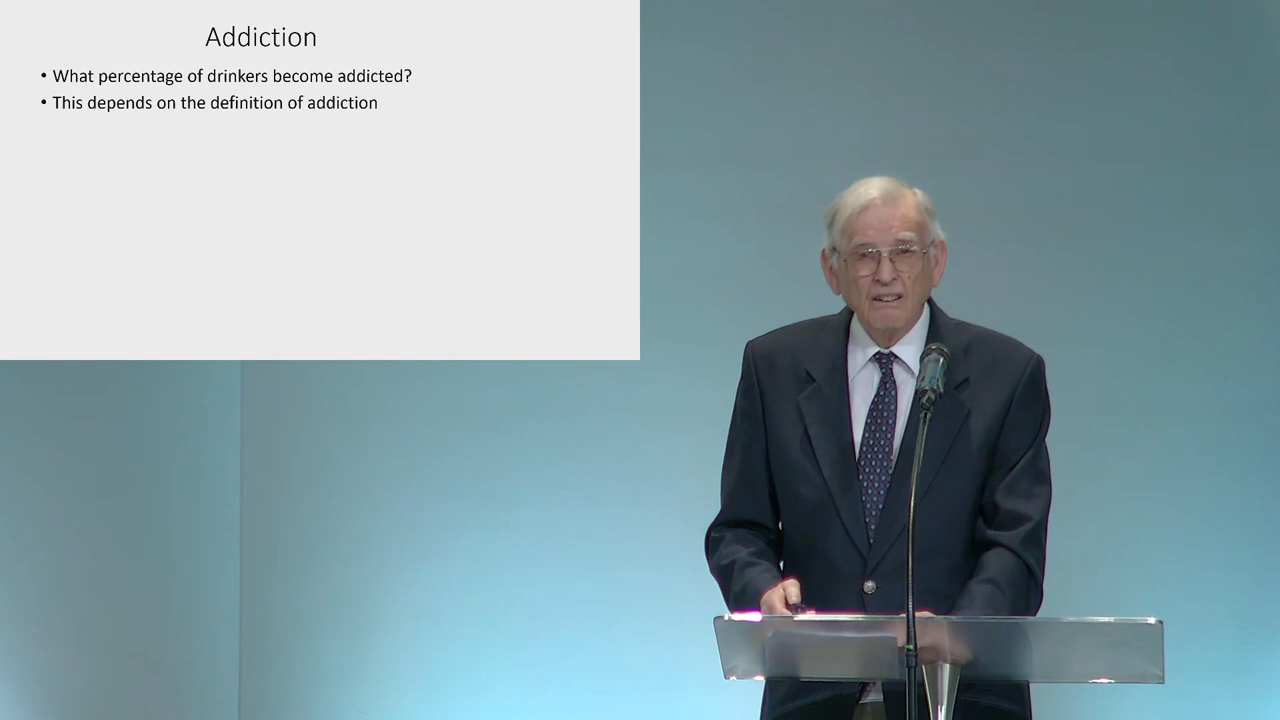 Addiction
• What percentage of drinkers become addicted?
• This depends on the definition of addiction